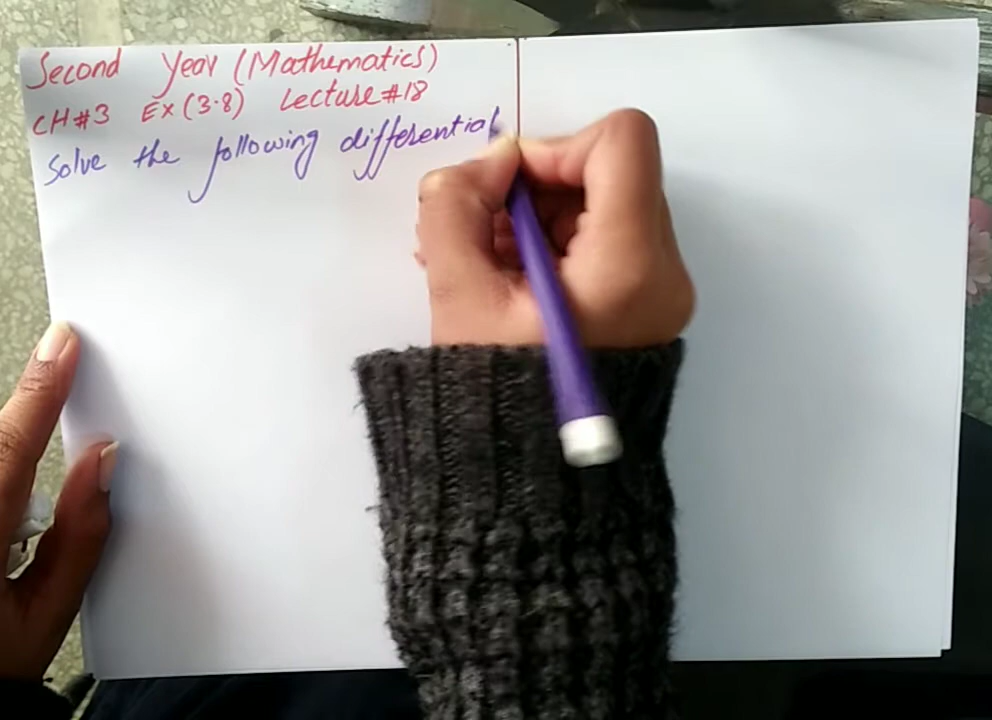 Second Year (Mathematics)
CH#3 Ex(3.8) Lecture#18
Solve the following differential